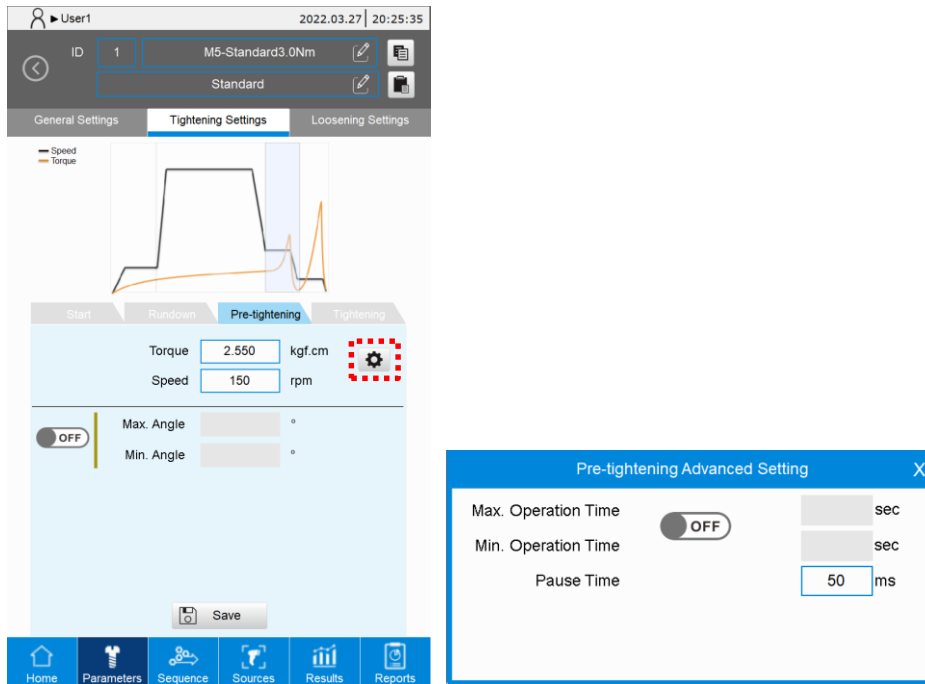 User1 2022.03.27 20:25:35
ID 1 M5-Standard3.0Nm
Standard
General Settings Tightening Settings Loosening Settings
Speed
Torque
Start Rundown Pre-tightening Tightening
Torque 2.550 kgf.cm
Speed 150 rpm
OFF
Max. Angle °
Min. Angle °
Save
Home Parameters Sequence Sources Results Reports
Pre-tightening Advanced Setting X
Max. Operation Time sec
OFF
Min. Operation Time sec
Pause Time 50 ms